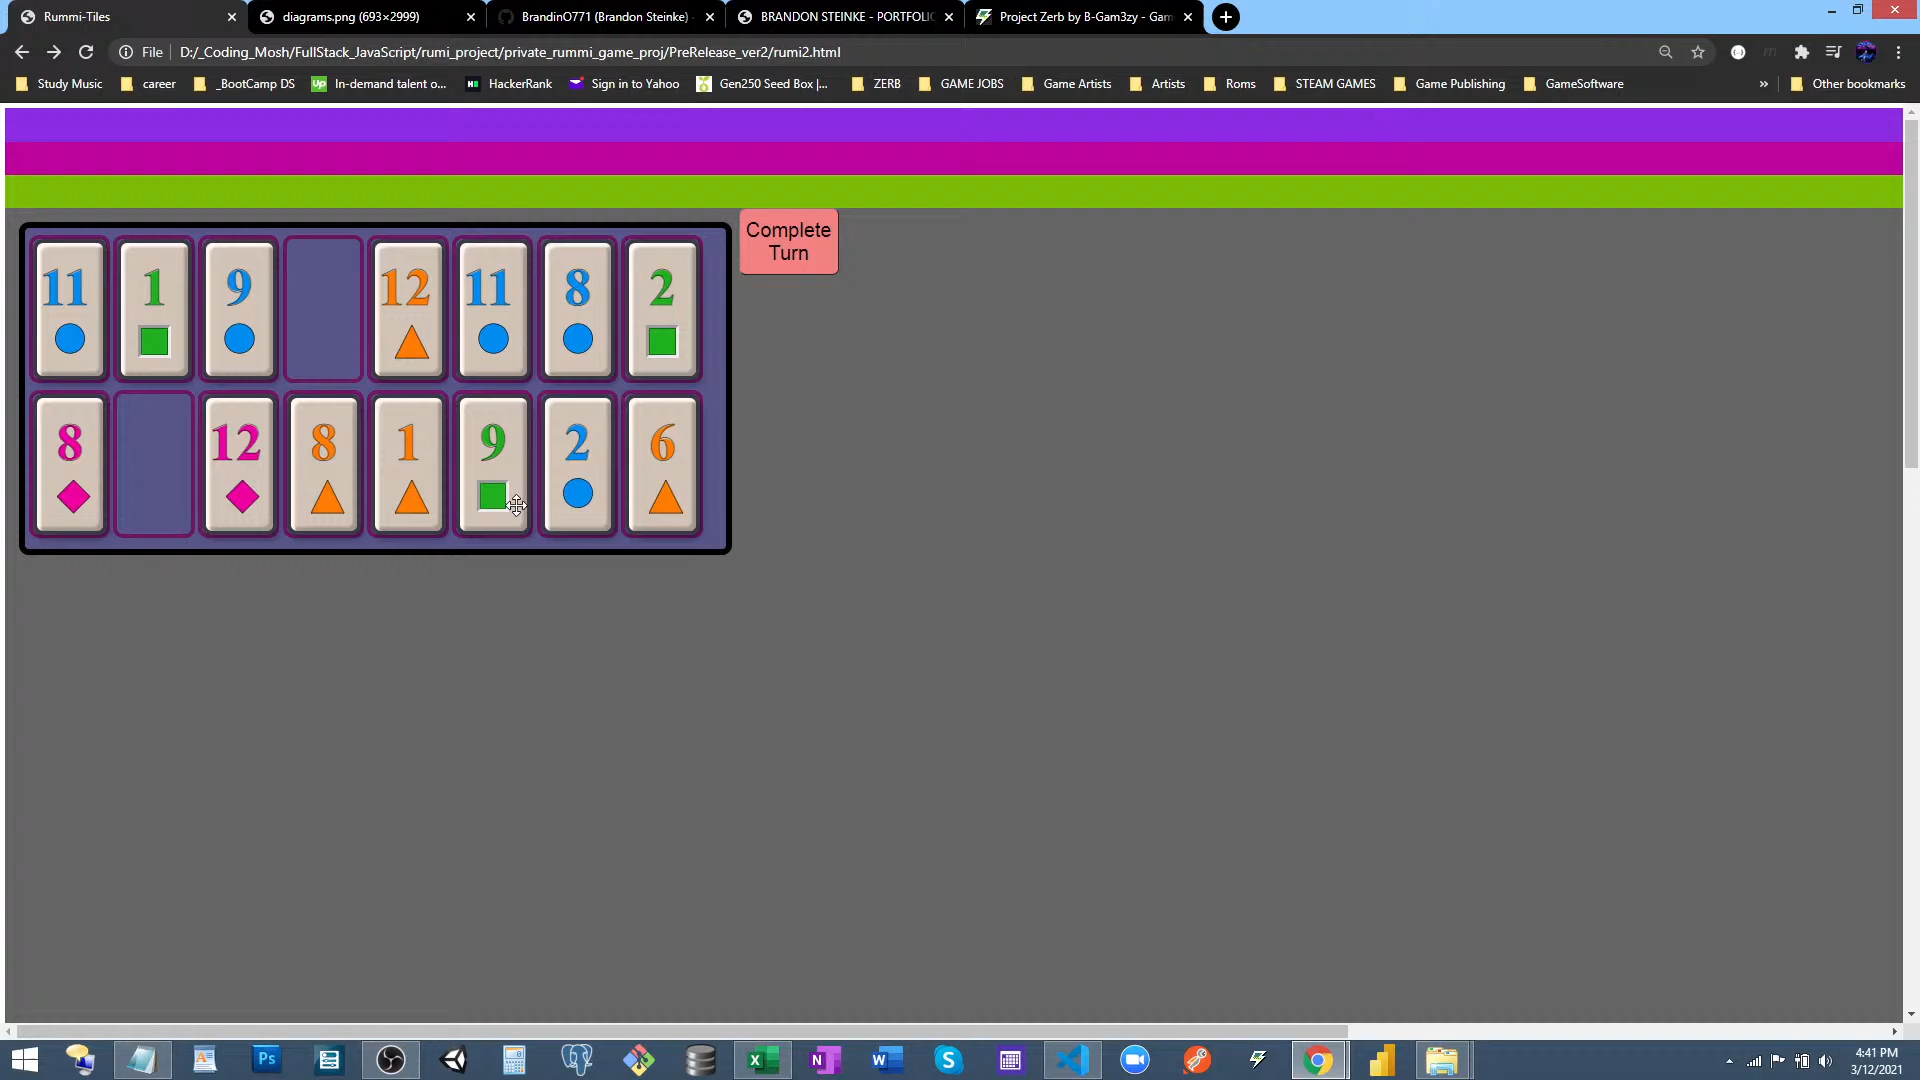 Rummi-Tiles
diagrams.png (693×2999)
BrandinO771 (Brandon Steinke)
BRANDON STEINKE - PORTFOLIO
Project Zerb by B-Gam3zy - Gam
File D:/_Coding_Mosh/FullStack_JavaScript/rumi_project/private_rummi_game_proj/PreRelease_ver2/rumi2.html
Study Music career _BootCamp DS Up In-demand talent o... HackerRank Sign in to Yahoo Gen250 Seed Box |... ZERB GAME JOBS Game Artists Artists Roms STEAM GAMES Game Publishing GameSoftware » Other bookmarks
11 1 9 12 11 8 2
Complete
Turn
8 12 8 1 9 2 6
Ps
4:41 PM
3/12/2021